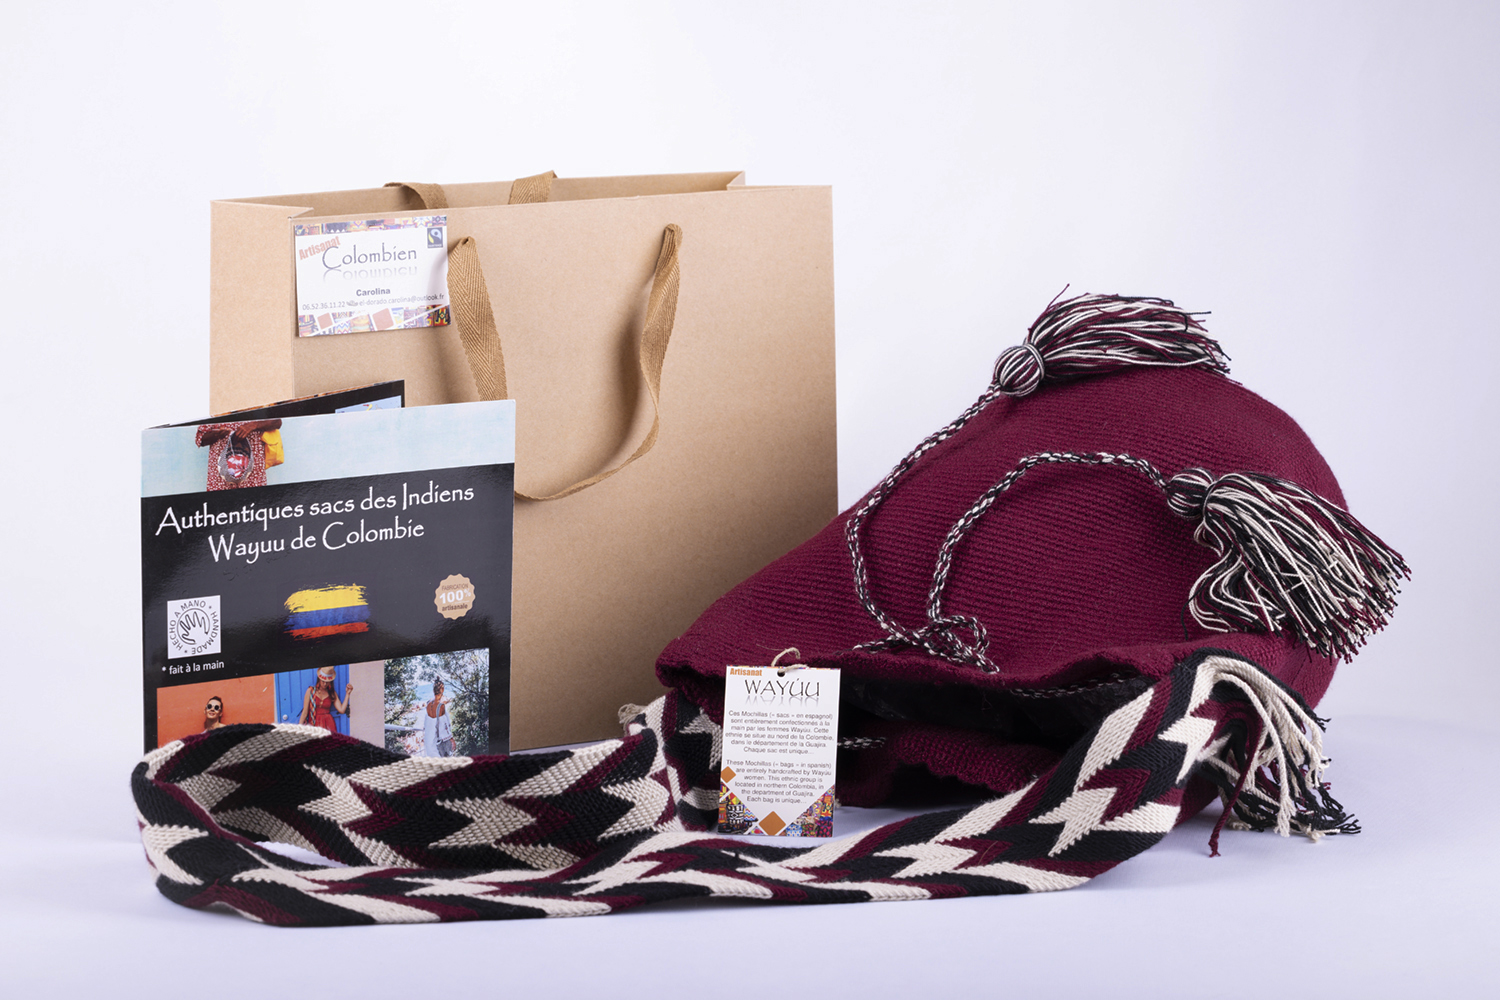 Artisanat
Colombien
Carolina
Authentiques sacs des Indiens
Wayuu de Colombie
FABRICATION
100%
artisanale
HECHO A MANO • HANDMADE •
* fait à la main
Artisanat
WAYÚU
Ces Mochillas (« sacs » en espagnol)
sont entièrement confectionnés à la
main par les femmes Wayúu. Cette
ethnie se situe au nord de la Colombie,
dans le département de la Guajira.
Chaque sac est unique...
These Mochillas (« bags » in spanish)
are entirely handcrafted by Wayúu
women. This ethnic group is
located in northern Colombia, in
the department of Guajira.
Each bag is unique...